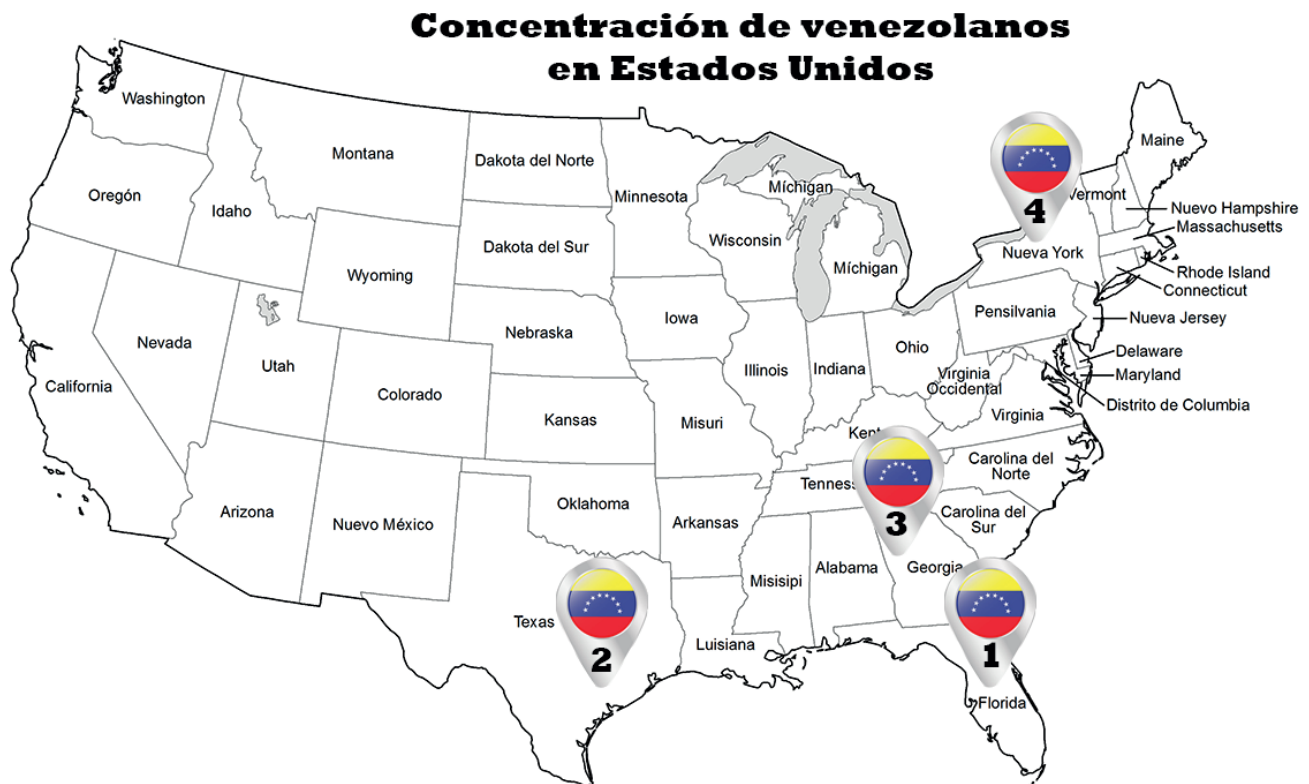 Concentración de venezolanos
en Estados Unidos
Washington
Montana
Dakota del Norte
Minnesota
Míchigan
Maine
4
Vermont
Oregón
Idaho
Nuevo Hampshire
Massachusetts
Wisconsin
Dakota del Sur
Nueva York
Wyoming
Míchigan
Rhode Island
Connecticut
Pensilvania
Nueva Jersey
Iowa
Nebraska
Nevada
Ohio
Delaware
Utah
Illinois
Indiana
Virginia
Occidental
Maryland
California
Colorado
Distrito de Columbia
Virginia
Kansas
Misuri
Carolina del
Norte
Oklahoma
Arizona
Nuevo México
Arkansas
3
Carolina del
Sur
Misisipi
Alabama
Georgia
Texas
Luisiana
2
1
Florida